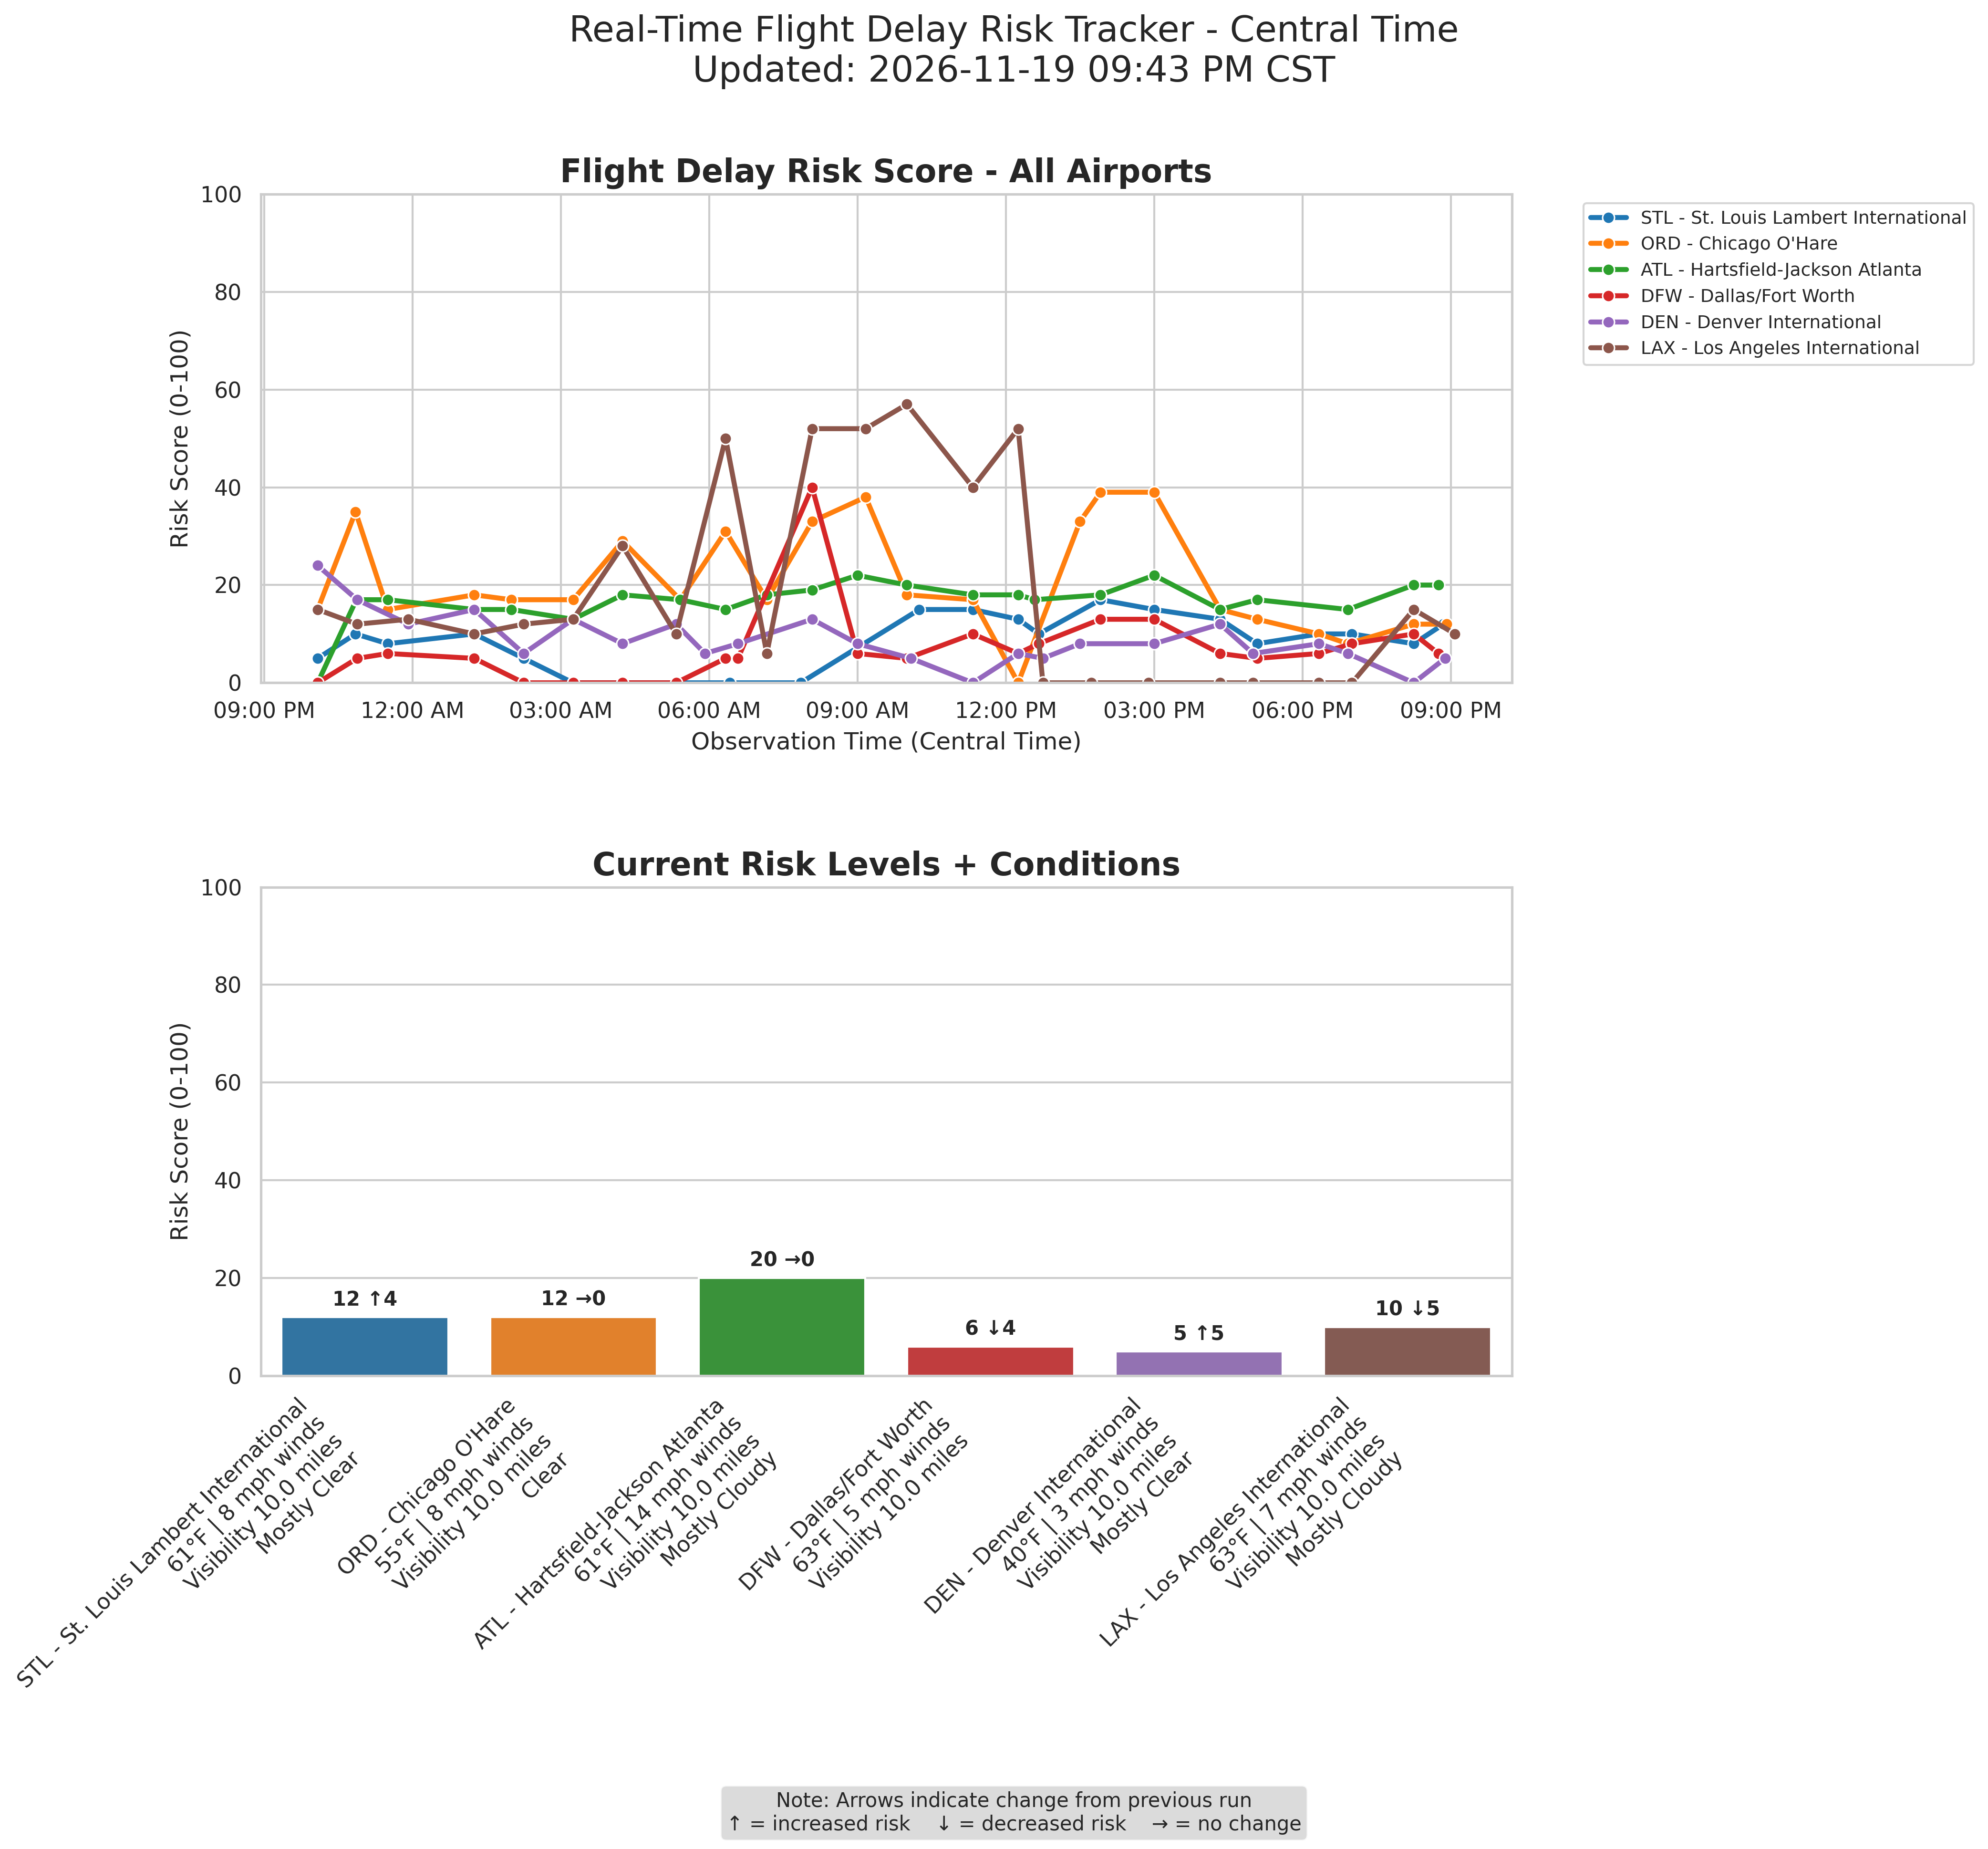 Real-Time Flight Delay Risk Tracker - Central Time
Updated: 2026-11-19 09:43 PM CST
Flight Delay Risk Score - All Airports
Risk Score (0-100)
100
80
60
40
20
0
09:00 PM
12:00 AM
03:00 AM
06:00 AM
09:00 AM
12:00 PM
03:00 PM
06:00 PM
09:00 PM
Observation Time (Central Time)
STL - St. Louis Lambert International
ORD - Chicago O'Hare
ATL - Hartsfield-Jackson Atlanta
DFW - Dallas/Fort Worth
DEN - Denver International
LAX - Los Angeles International
Current Risk Levels + Conditions
Risk Score (0-100)
100
80
60
40
20
0
12 ↑4
12 →0
20 →0
6 ↓4
5 ↑5
10 ↓5
STL - St. Louis Lambert International
61°F | 8 mph winds
Visibility 10.0 miles
Mostly Clear
ORD - Chicago O'Hare
55°F | 8 mph winds
Visibility 10.0 miles
Clear
ATL - Hartsfield-Jackson Atlanta
61°F | 14 mph winds
Visibility 10.0 miles
Mostly Cloudy
DFW - Dallas/Fort Worth
63°F | 5 mph winds
Visibility 10.0 miles
DEN - Denver International
40°F | 3 mph winds
Visibility 10.0 miles
Mostly Clear
LAX - Los Angeles International
63°F | 7 mph winds
Visibility 10.0 miles
Mostly Cloudy
Note: Arrows indicate change from previous run
↑ = increased risk    ↓ = decreased risk    → = no change